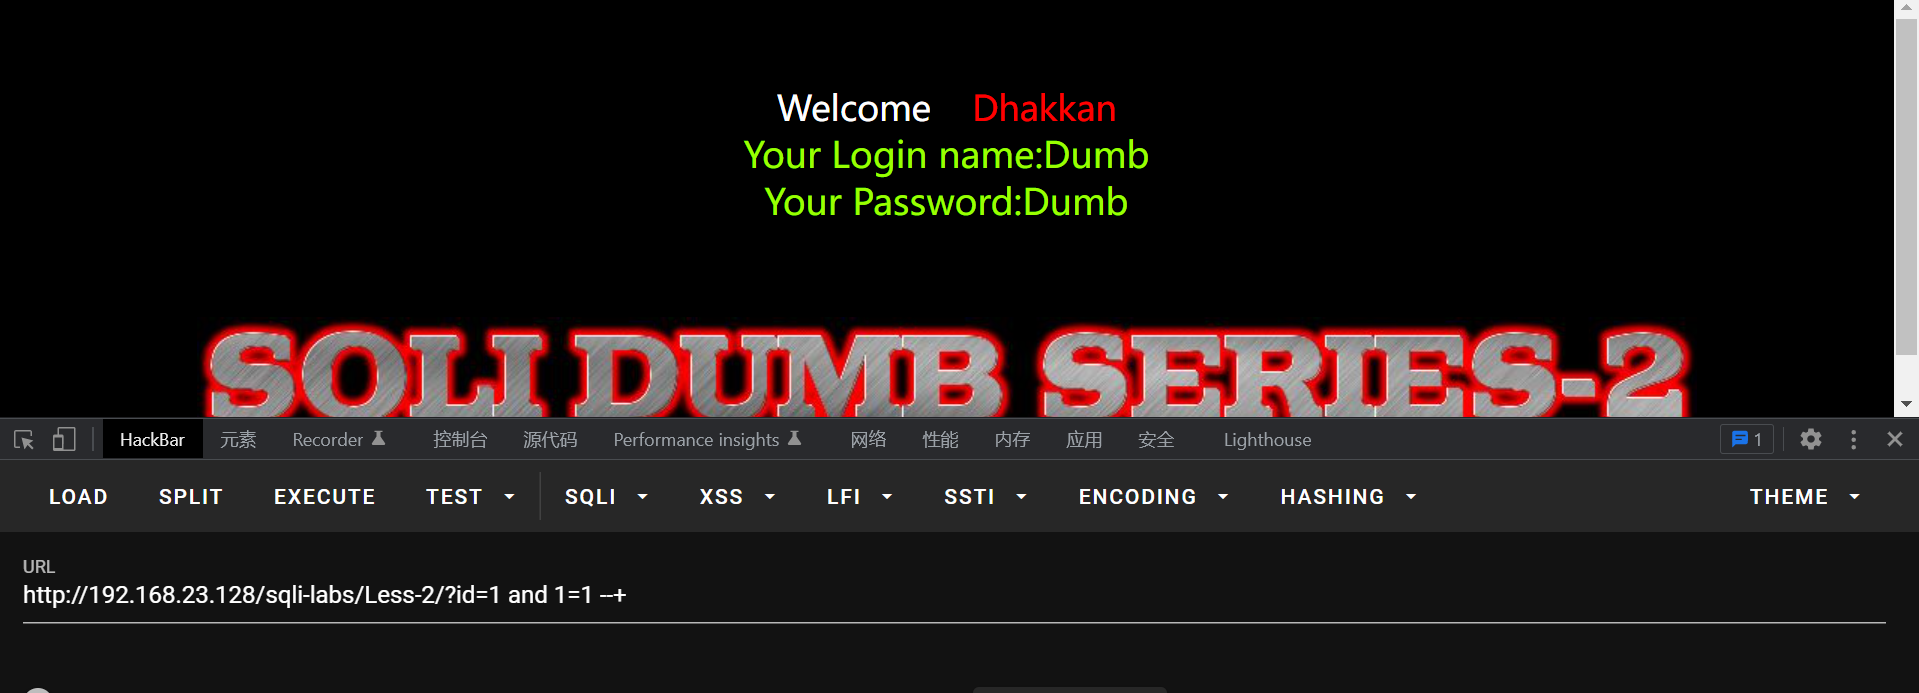 Welcome Dhakkan
Your Login name:Dumb
Your Password:Dumb
SQLI DUMB SERIES-2
HackBar 元素 Recorder 控制台 源代码 Performance insights 网络 性能 内存 应用 安全 Lighthouse 1
LOAD SPLIT EXECUTE TEST SQLI XSS LFI SSTI ENCODING HASHING THEME
URL
http://192.168.23.128/sqli-labs/Less-2/?id=1 and 1=1 --+